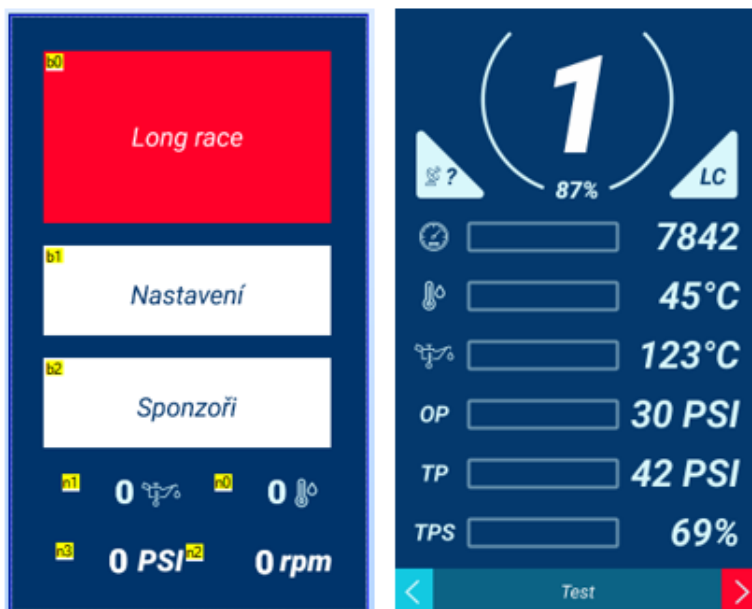 b0
Long race
b1
Nastavení
b2
Sponzoři
n1 0 n0 0
n3 0 PSI n2 0 rpm
1
87%
? LC
7842
45°C
123°C
OP 30 PSI
TP 42 PSI
TPS 69%
< Test >